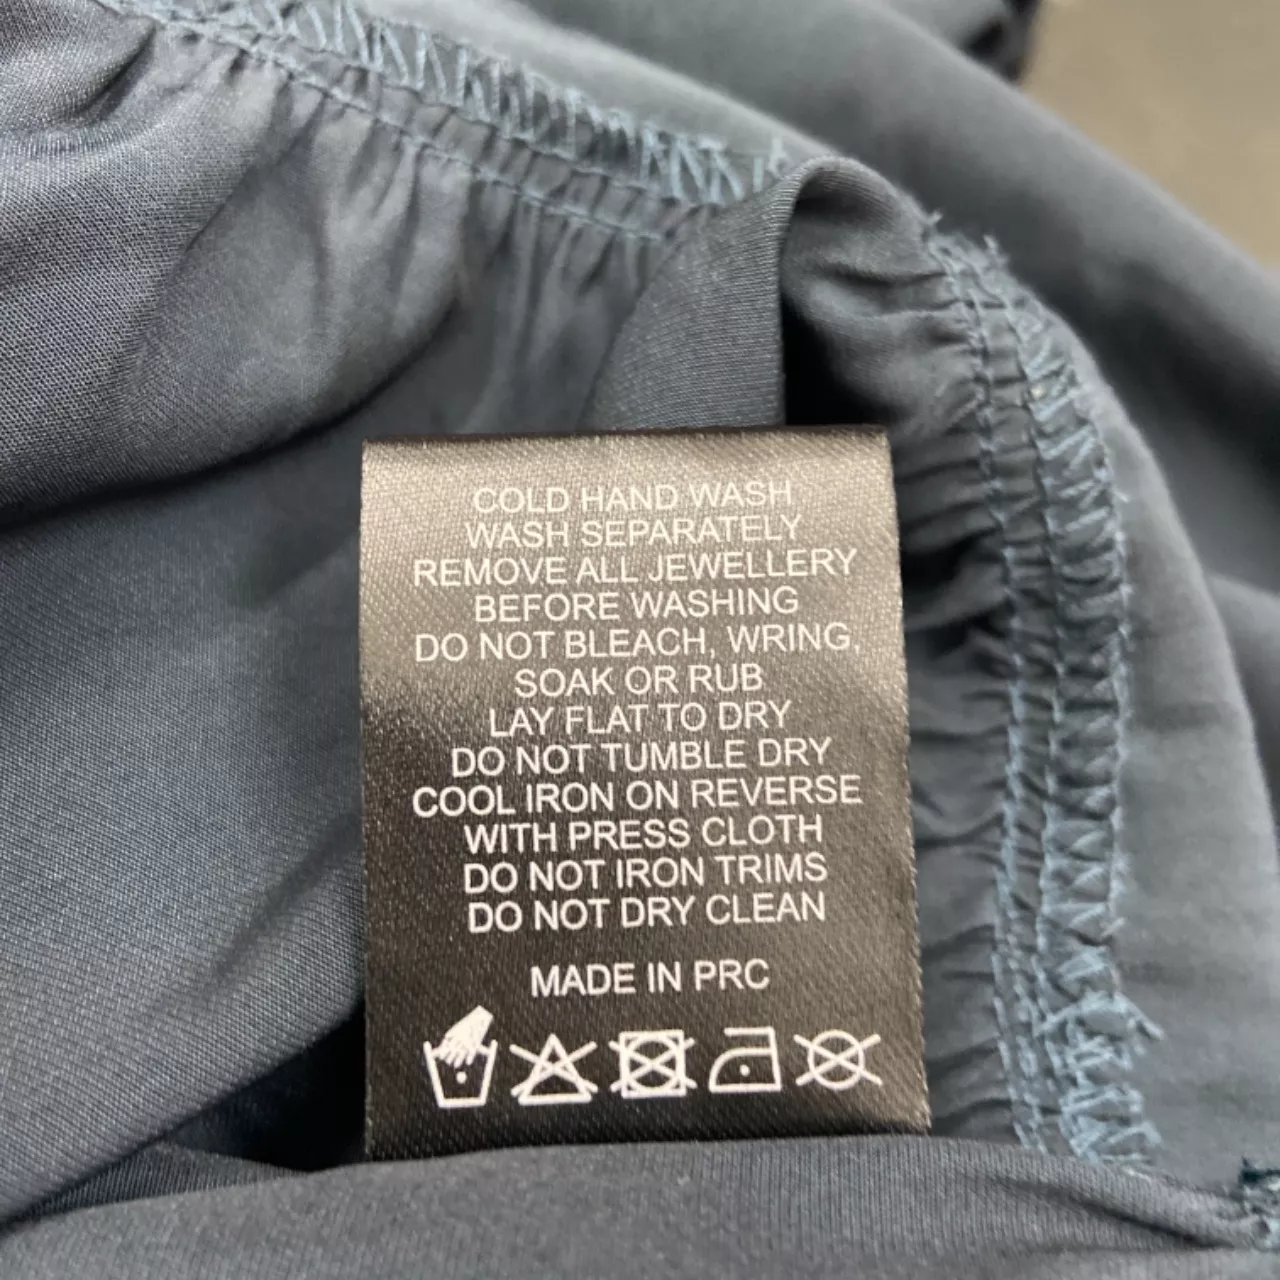 COLD HAND WASH
WASH SEPARATELY
REMOVE ALL JEWELLERY
BEFORE WASHING
DO NOT BLEACH, WRING,
SOAK OR RUB
LAY FLAT TO DRY
DO NOT TUMBLE DRY
COOL IRON ON REVERSE
WITH PRESS CLOTH
DO NOT IRON TRIMS
DO NOT DRY CLEAN
MADE IN PRC